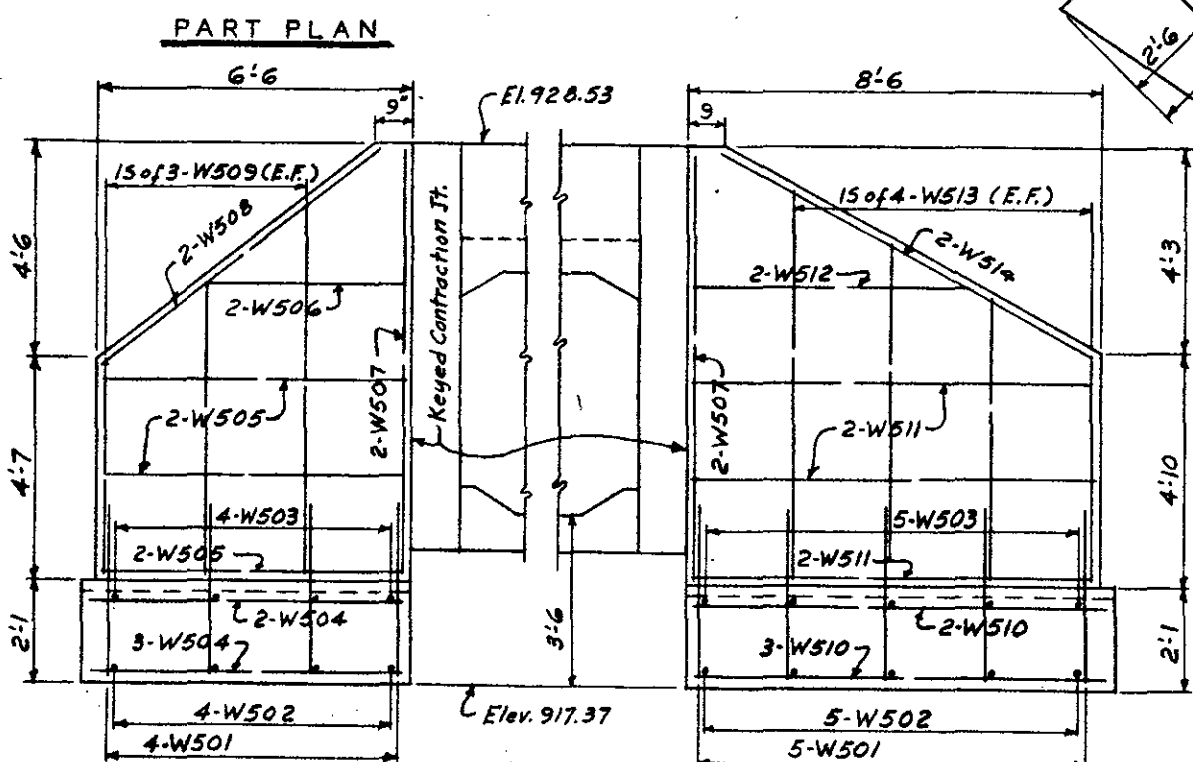 PART PLAN
2'-6
6'-6
8'-6
9"
El. 928.53
9
1S of 3-W509 (E.F.)
1S of 4-W513 (E.F.)
2-W508
2-W514
4'-6
4'-3
2-W506
2-W512
Keyed Contraction Jt.
2-W507
2-W507
2-W505
2-W511
4'-7
4'-10
4-W503
5-W503
2-W505
2-W511
2-W504
2-W510
2'-1
3'-6
2'-1
3-W504
3-W510
Elev. 917.37
4-W502
5-W502
4-W501
5-W501